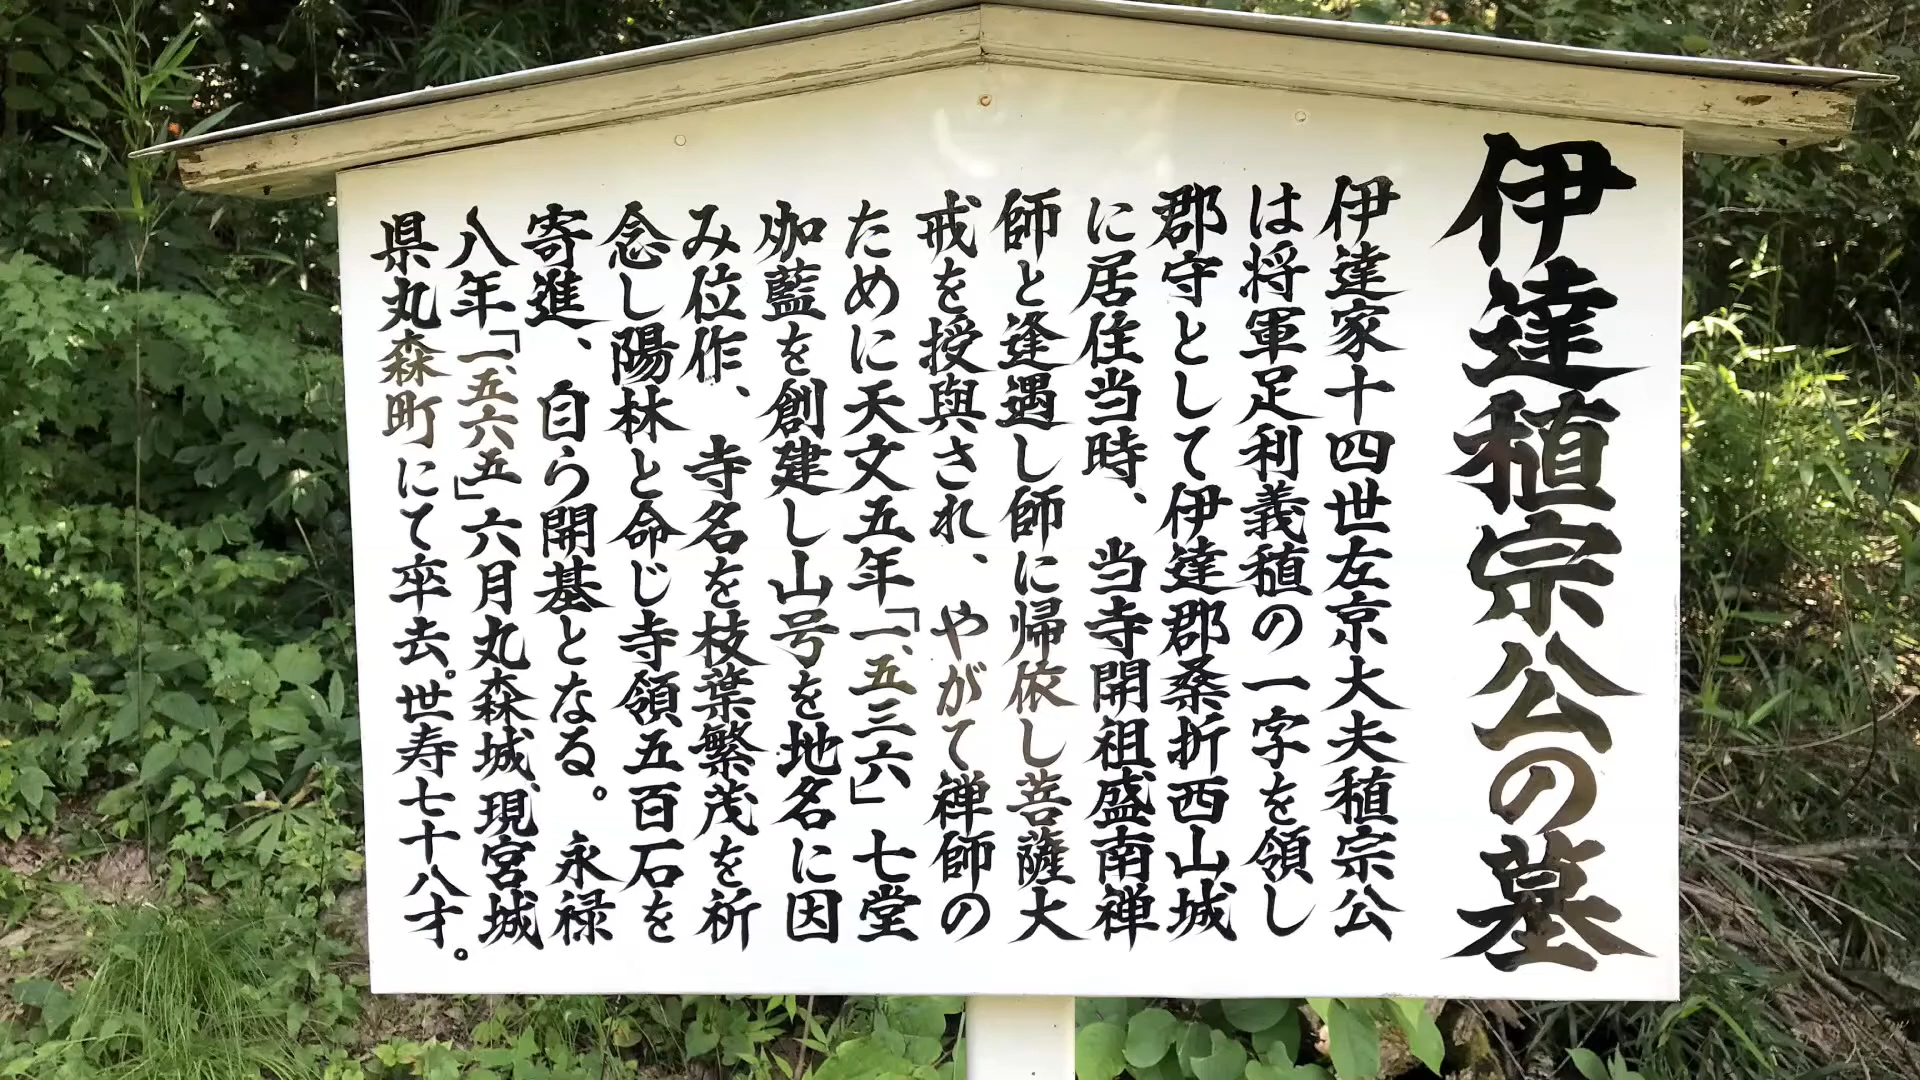 伊達稙宗公の墓
伊達家十四世左京大夫稙宗公
は将軍足利義稙の一字を領し
郡守として伊達郡桑折西山城
に居住当時、当寺開祖盛南禅
師と逢遇し師に帰依し菩薩大
戒を授與され、やがて禅師の
ために天文五年「一、五三六」七堂
伽藍を創建し山号を地名に因
み位作、寺名を枝葉繁茂を祈
念し陽林と命じ寺領五百石を
寄進、自ら開基となる。永禄
八年「一、五六五」六月丸森城、現宮城
県丸森町にて卒去。世寿七十八才。